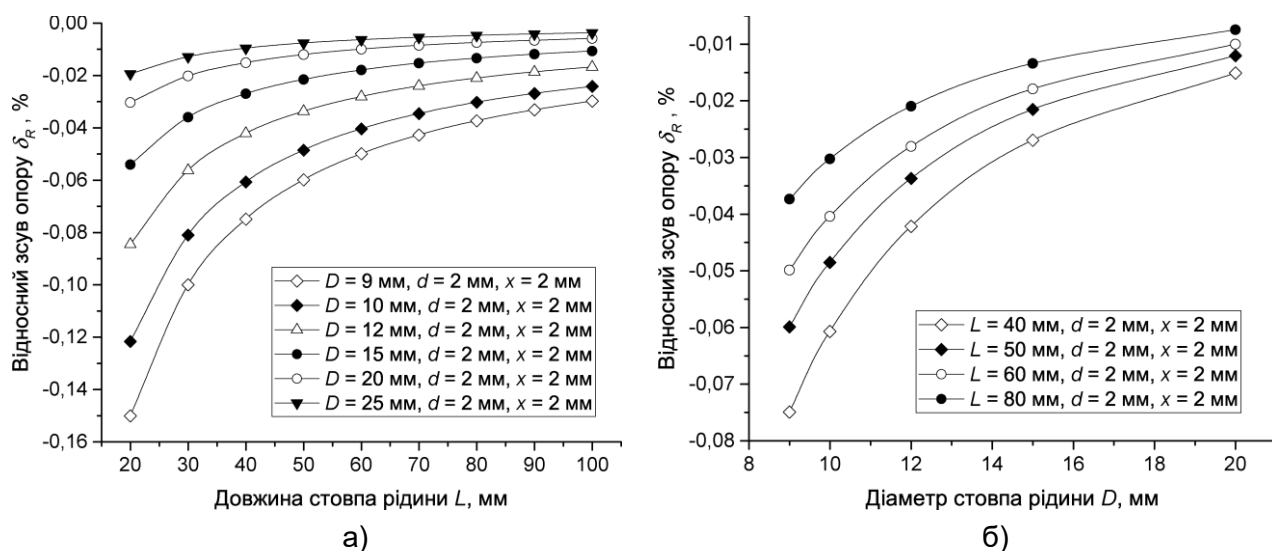 0,00
-0,02
-0,04
-0,06
-0,08
-0,10
-0,12
-0,14
-0,16
Відносний зсув опору δR , %
20 30 40 50 60 70 80 90 100
Довжина стовпа рідини L, мм
D = 9 мм, d = 2 мм, x = 2 мм
D = 10 мм, d = 2 мм, x = 2 мм
D = 12 мм, d = 2 мм, x = 2 мм
D = 15 мм, d = 2 мм, x = 2 мм
D = 20 мм, d = 2 мм, x = 2 мм
D = 25 мм, d = 2 мм, x = 2 мм
а)
-0,01
-0,02
-0,03
-0,04
-0,05
-0,06
-0,07
-0,08
Відносний зсув опору δR , %
8 10 12 14 16 18 20
Діаметр стовпа рідини D, мм
L = 40 мм, d = 2 мм, x = 2 мм
L = 50 мм, d = 2 мм, x = 2 мм
L = 60 мм, d = 2 мм, x = 2 мм
L = 80 мм, d = 2 мм, x = 2 мм
б)